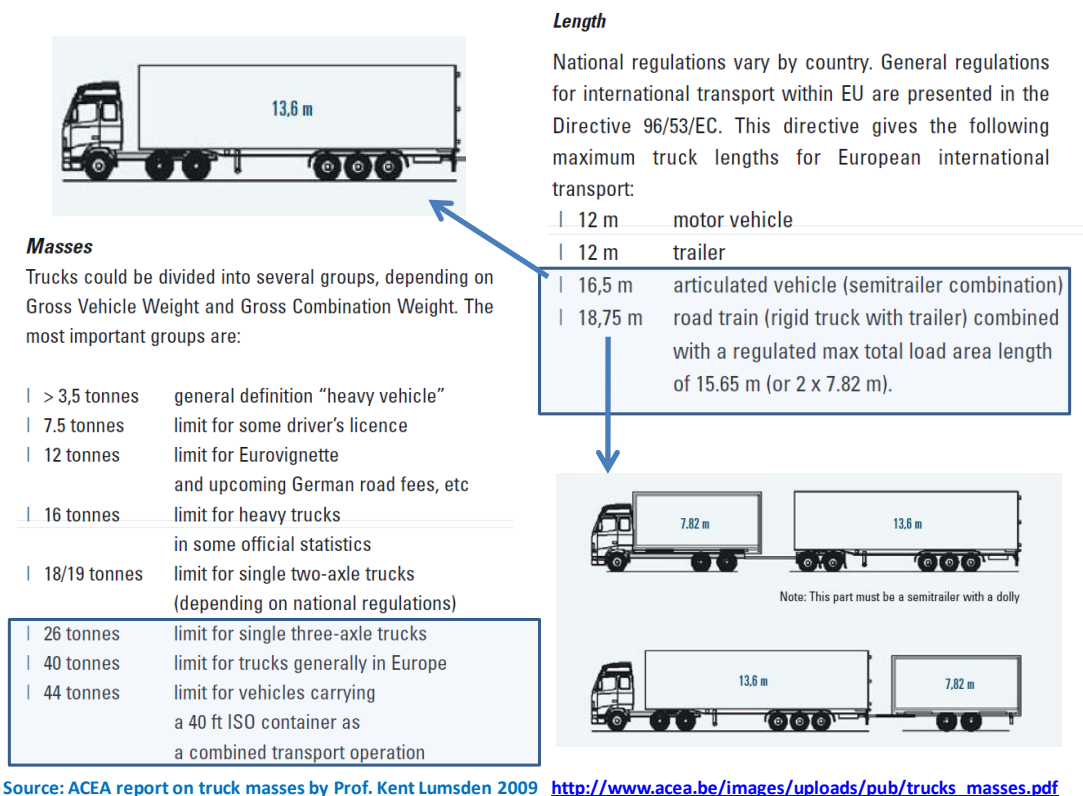 13,6 m
Masses
Trucks could be divided into several groups, depending on
Gross Vehicle Weight and Gross Combination Weight. The
most important groups are:
| > 3,5 tonnes general definition “heavy vehicle”
| 7.5 tonnes limit for some driver’s licence
| 12 tonnes limit for Eurovignette
and upcoming German road fees, etc
| 16 tonnes limit for heavy trucks
in some official statistics
| 18/19 tonnes limit for single two-axle trucks
(depending on national regulations)
| 26 tonnes limit for single three-axle trucks
| 40 tonnes limit for trucks generally in Europe
| 44 tonnes limit for vehicles carrying
a 40 ft ISO container as
a combined transport operation
Length
National regulations vary by country. General regulations
for international transport within EU are presented in the
Directive 96/53/EC. This directive gives the following
maximum truck lengths for European international
transport:
| 12 m motor vehicle
| 12 m trailer
| 16,5 m articulated vehicle (semitrailer combination)
| 18,75 m road train (rigid truck with trailer) combined
with a regulated max total load area length
of 15.65 m (or 2 x 7.82 m).
7.82 m 13,6 m
Note: This part must be a semitrailer with a dolly
13,6 m 7,82 m
Source: ACEA report on truck masses by Prof. Kent Lumsden 2009 http://www.acea.be/images/uploads/pub/trucks_masses.pdf